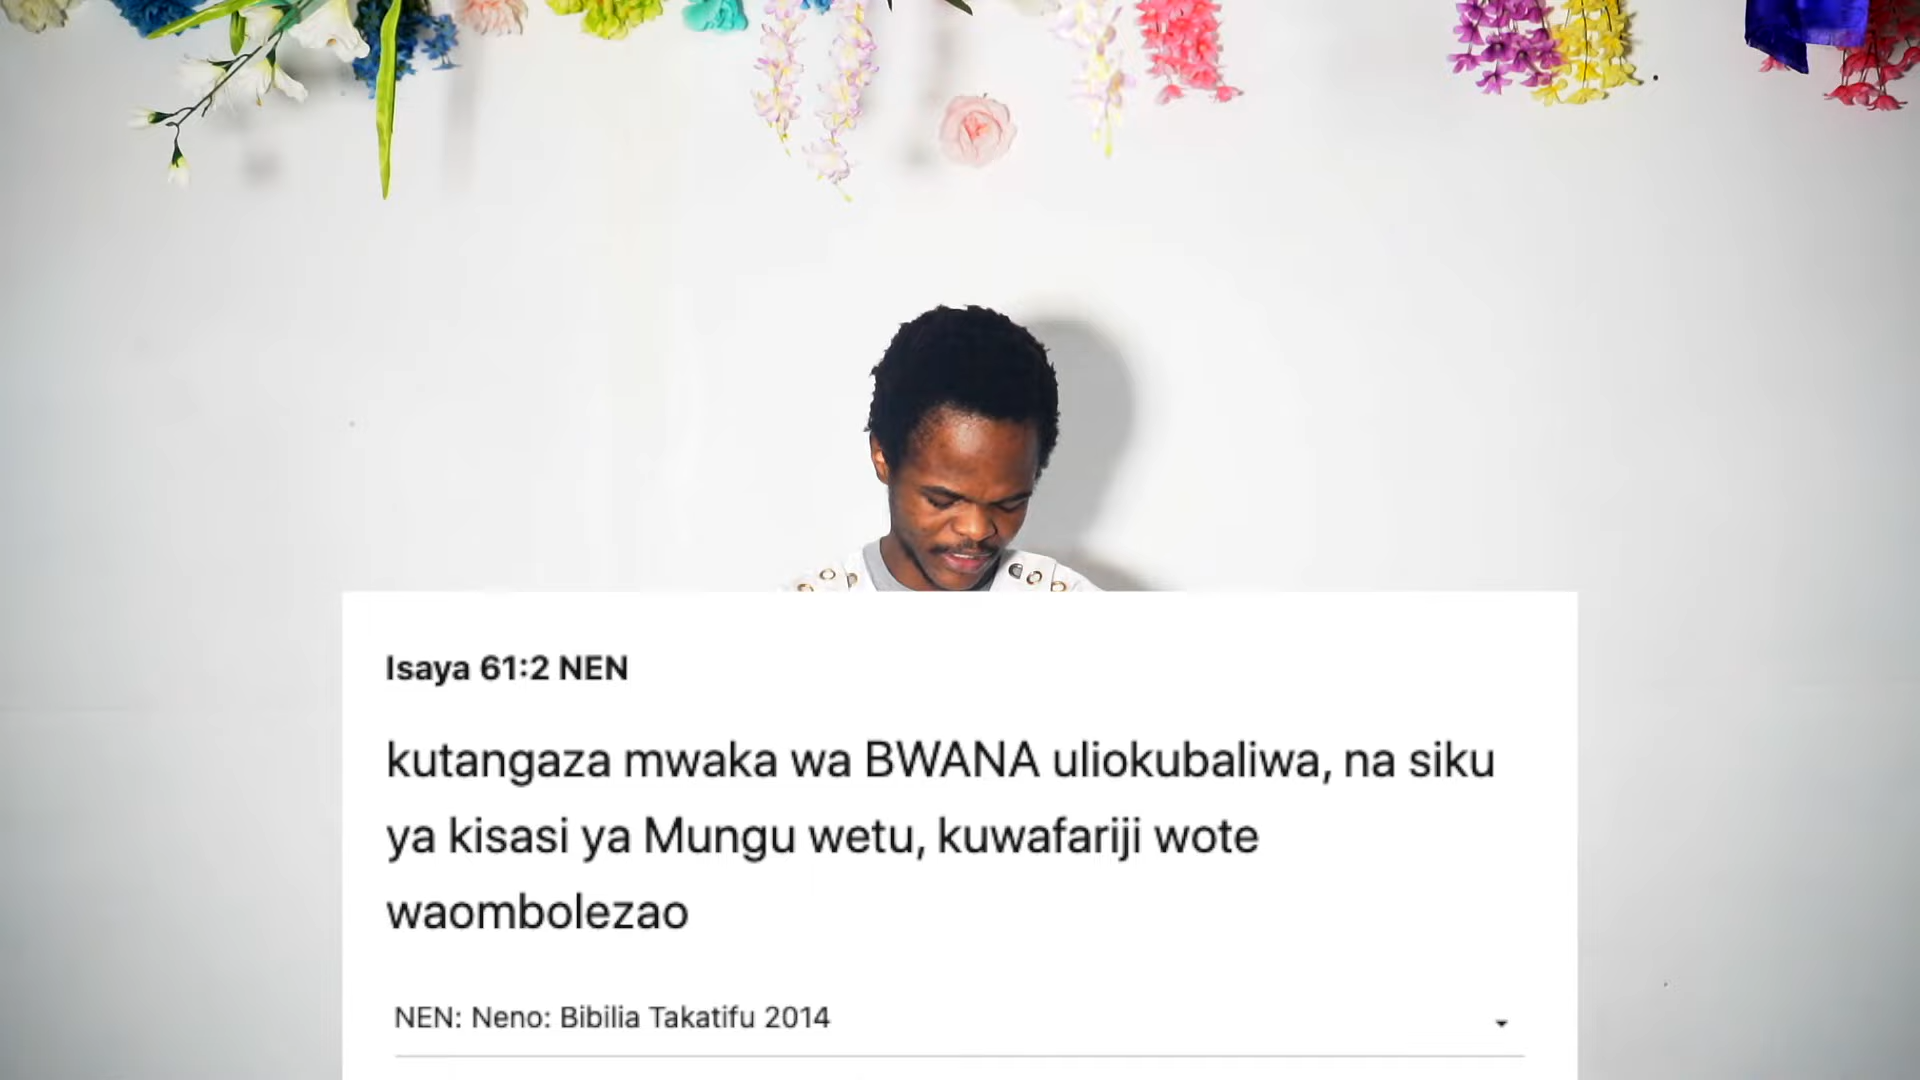 Isaya 61:2 NEN
kutangaza mwaka wa BWANA uliokubaliwa, na siku
ya kisasi ya Mungu wetu, kuwafariji wote
waombolezao
NEN: Neno: Bibilia Takatifu 2014